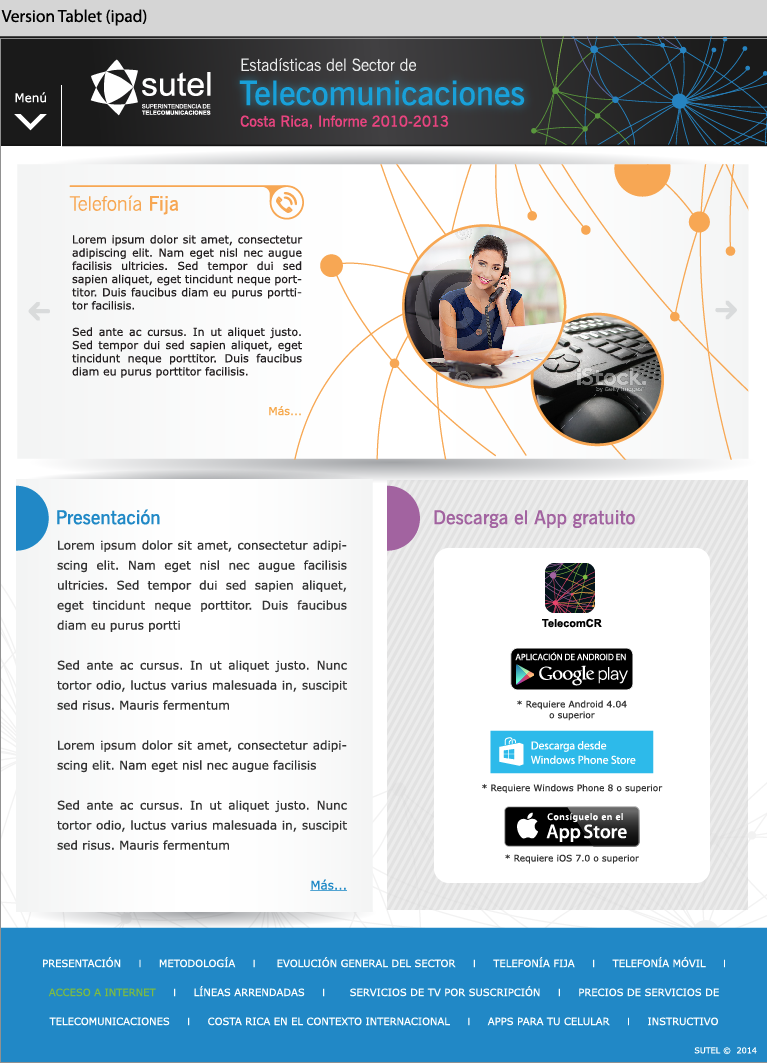 Version Tablet (ipad)
Menú
sutel
SUPERINTENDENCIA DE
TELECOMUNICACIONES
Estadísticas del Sector de
Telecomunicaciones
Costa Rica, Informe 2010-2013
Telefonía Fija
Lorem ipsum dolor sit amet, consectetur
adipiscing elit. Nam eget nisl nec augue
facilisis ultricies. Sed tempor dui sed
sapien aliquet, eget tincidunt neque port-
titor. Duis faucibus diam eu purus portti-
tor facilisis.
Sed ante ac cursus. In ut aliquet justo.
Sed tempor dui sed sapien aliquet, eget
tincidunt neque porttitor. Duis faucibus
diam eu purus porttitor facilisis.
Más...
iStock.
by Getty Images
Presentación
Lorem ipsum dolor sit amet, consectetur adipi-
scing elit. Nam eget nisl nec augue facilisis
ultricies. Sed tempor dui sed sapien aliquet,
eget tincidunt neque porttitor. Duis faucibus
diam eu purus portti
Sed ante ac cursus. In ut aliquet justo. Nunc
tortor odio, luctus varius malesuada in, suscipit
sed risus. Mauris fermentum
Lorem ipsum dolor sit amet, consectetur adipi-
scing elit. Nam eget nisl nec augue facilisis
Sed ante ac cursus. In ut aliquet justo. Nunc
tortor odio, luctus varius malesuada in, suscipit
sed risus. Mauris fermentum
Más...
Descarga el App gratuito
TelecomCR
APLICACIÓN DE ANDROID EN
Google play
* Requiere Android 4.04
o superior
Descarga desde
Windows Phone Store
* Requiere Windows Phone 8 o superior
Consíguelo en el
App Store
* Requiere iOS 7.0 o superior
PRESENTACIÓN | METODOLOGÍA | EVOLUCIÓN GENERAL DEL SECTOR | TELEFONÍA FIJA | TELEFONÍA MÓVIL |
ACCESO A INTERNET | LÍNEAS ARRENDADAS | SERVICIOS DE TV POR SUSCRIPCIÓN | PRECIOS DE SERVICIOS DE
TELECOMUNICACIONES | COSTA RICA EN EL CONTEXTO INTERNACIONAL | APPS PARA TU CELULAR | INSTRUCTIVO
SUTEL © 2014